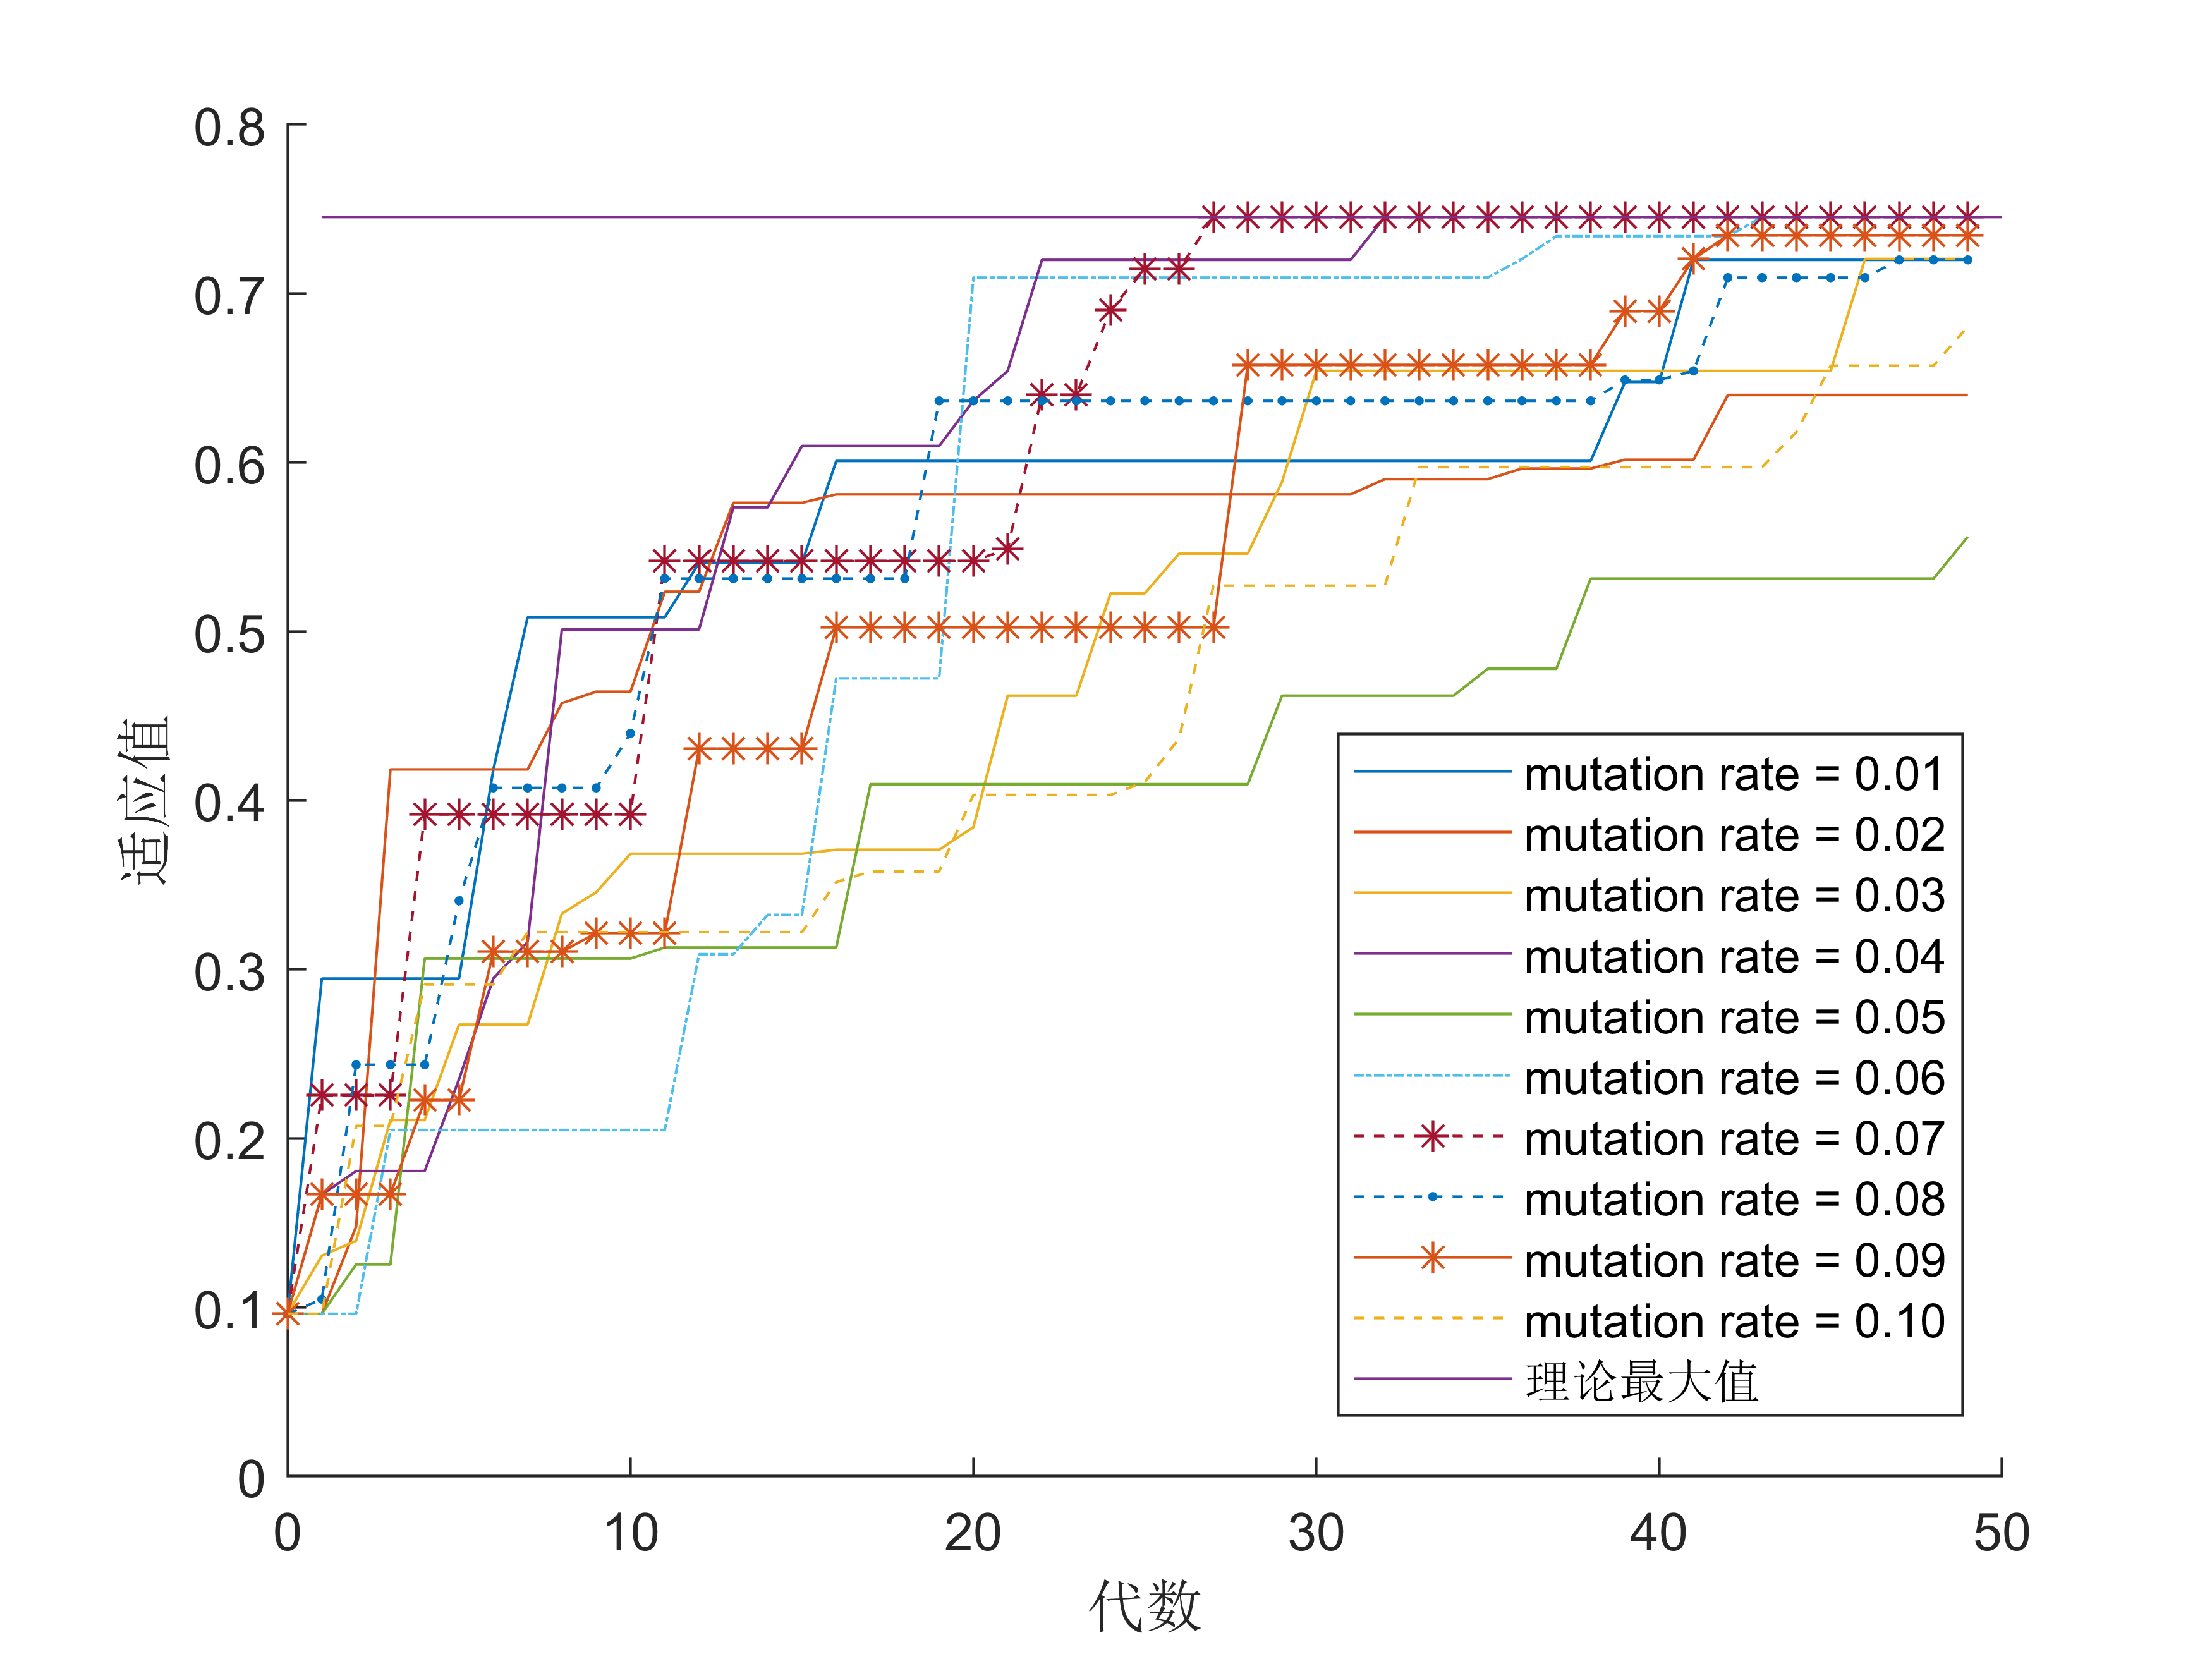 0.8
0.7
0.6
0.5
0.4
0.3
0.2
0.1
0
适应值
0 10 20 30 40 50
代数
mutation rate = 0.01
mutation rate = 0.02
mutation rate = 0.03
mutation rate = 0.04
mutation rate = 0.05
mutation rate = 0.06
mutation rate = 0.07
mutation rate = 0.08
mutation rate = 0.09
mutation rate = 0.10
理论最大值